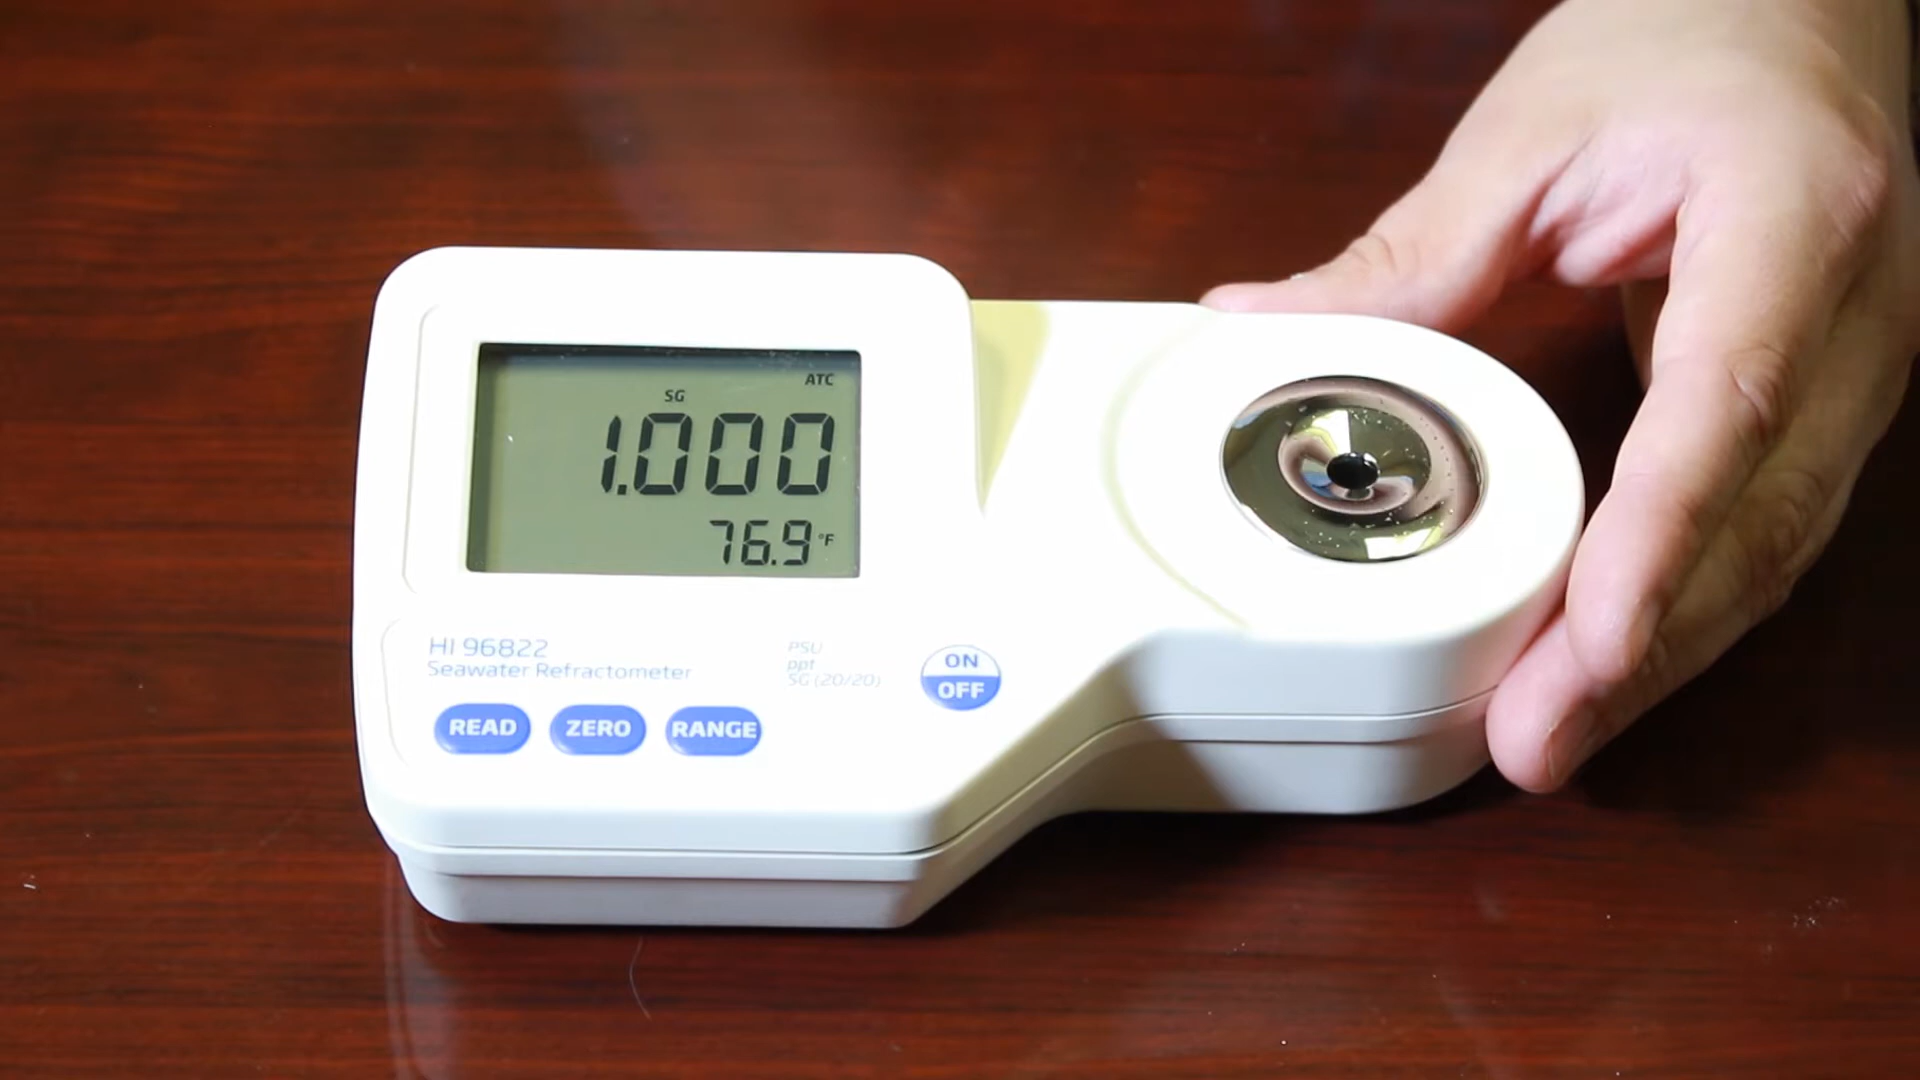 ATC
SG
1.000
76.9 °F
HI 96822
Seawater Refractometer
PSU
ppt
SG (20/20)
ON
OFF
READ
ZERO
RANGE